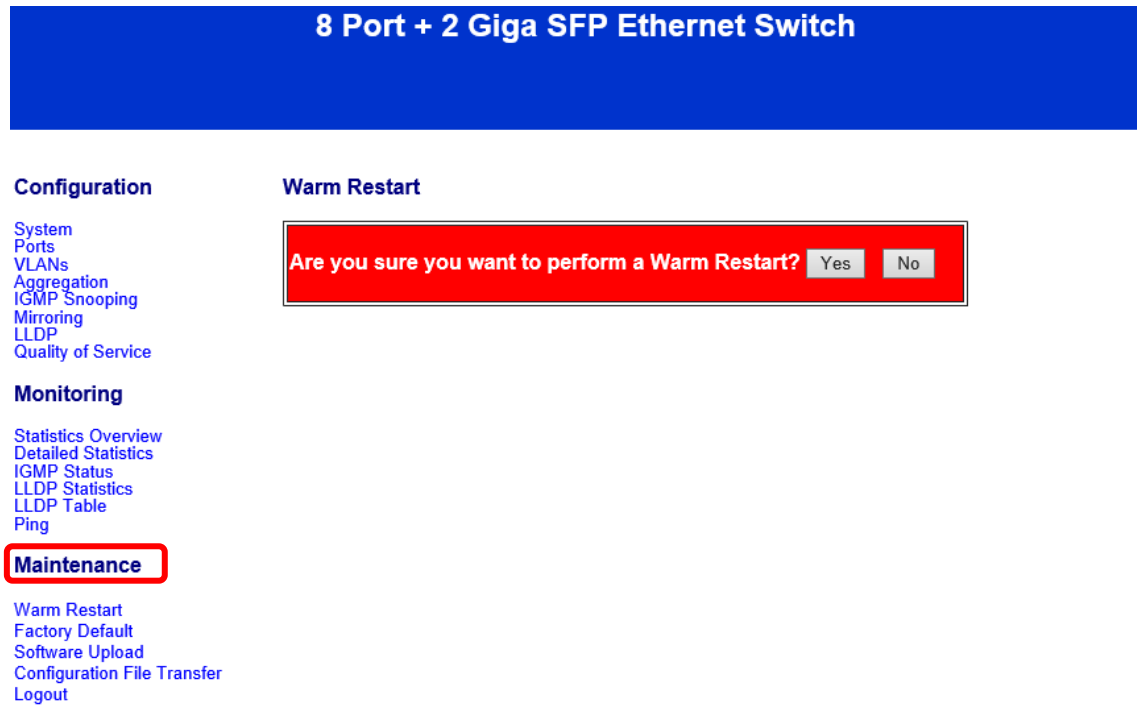 8 Port + 2 Giga SFP Ethernet Switch
Configuration
System
Ports
VLANs
Aggregation
IGMP Snooping
Mirroring
LLDP
Quality of Service
Monitoring
Statistics Overview
Detailed Statistics
IGMP Status
LLDP Statistics
LLDP Table
Ping
Maintenance
Warm Restart
Factory Default
Software Upload
Configuration File Transfer
Logout
Warm Restart
Are you sure you want to perform a Warm Restart? Yes No